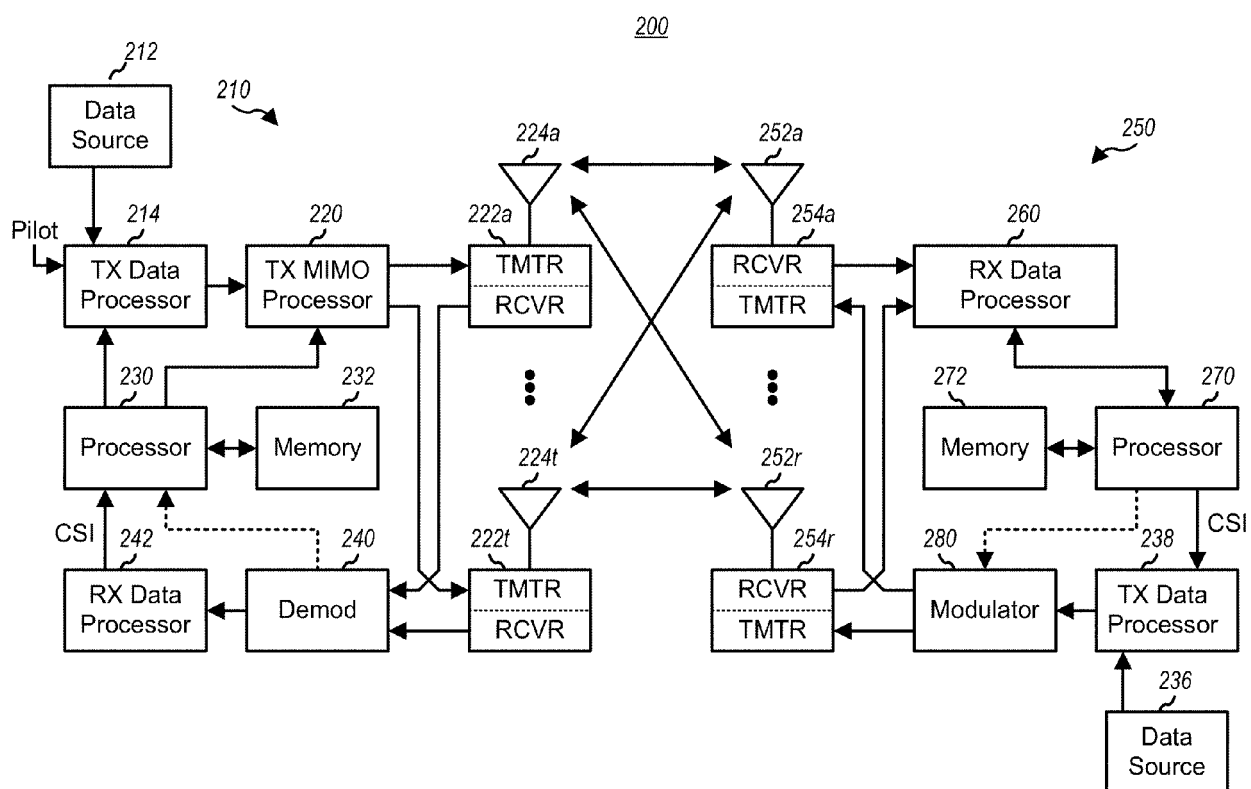 200
212
Data
Source
210
224a
252a
250
Pilot
214
TX Data
Processor
220
TX MIMO
Processor
222a
TMTR
RCVR
254a
RCVR
TMTR
260
RX Data
Processor
230
Processor
232
Memory
272
Memory
270
Processor
224t
252r
CSI
242
RX Data
Processor
240
Demod
222t
TMTR
RCVR
254r
RCVR
TMTR
280
Modulator
CSI
238
TX Data
Processor
236
Data
Source